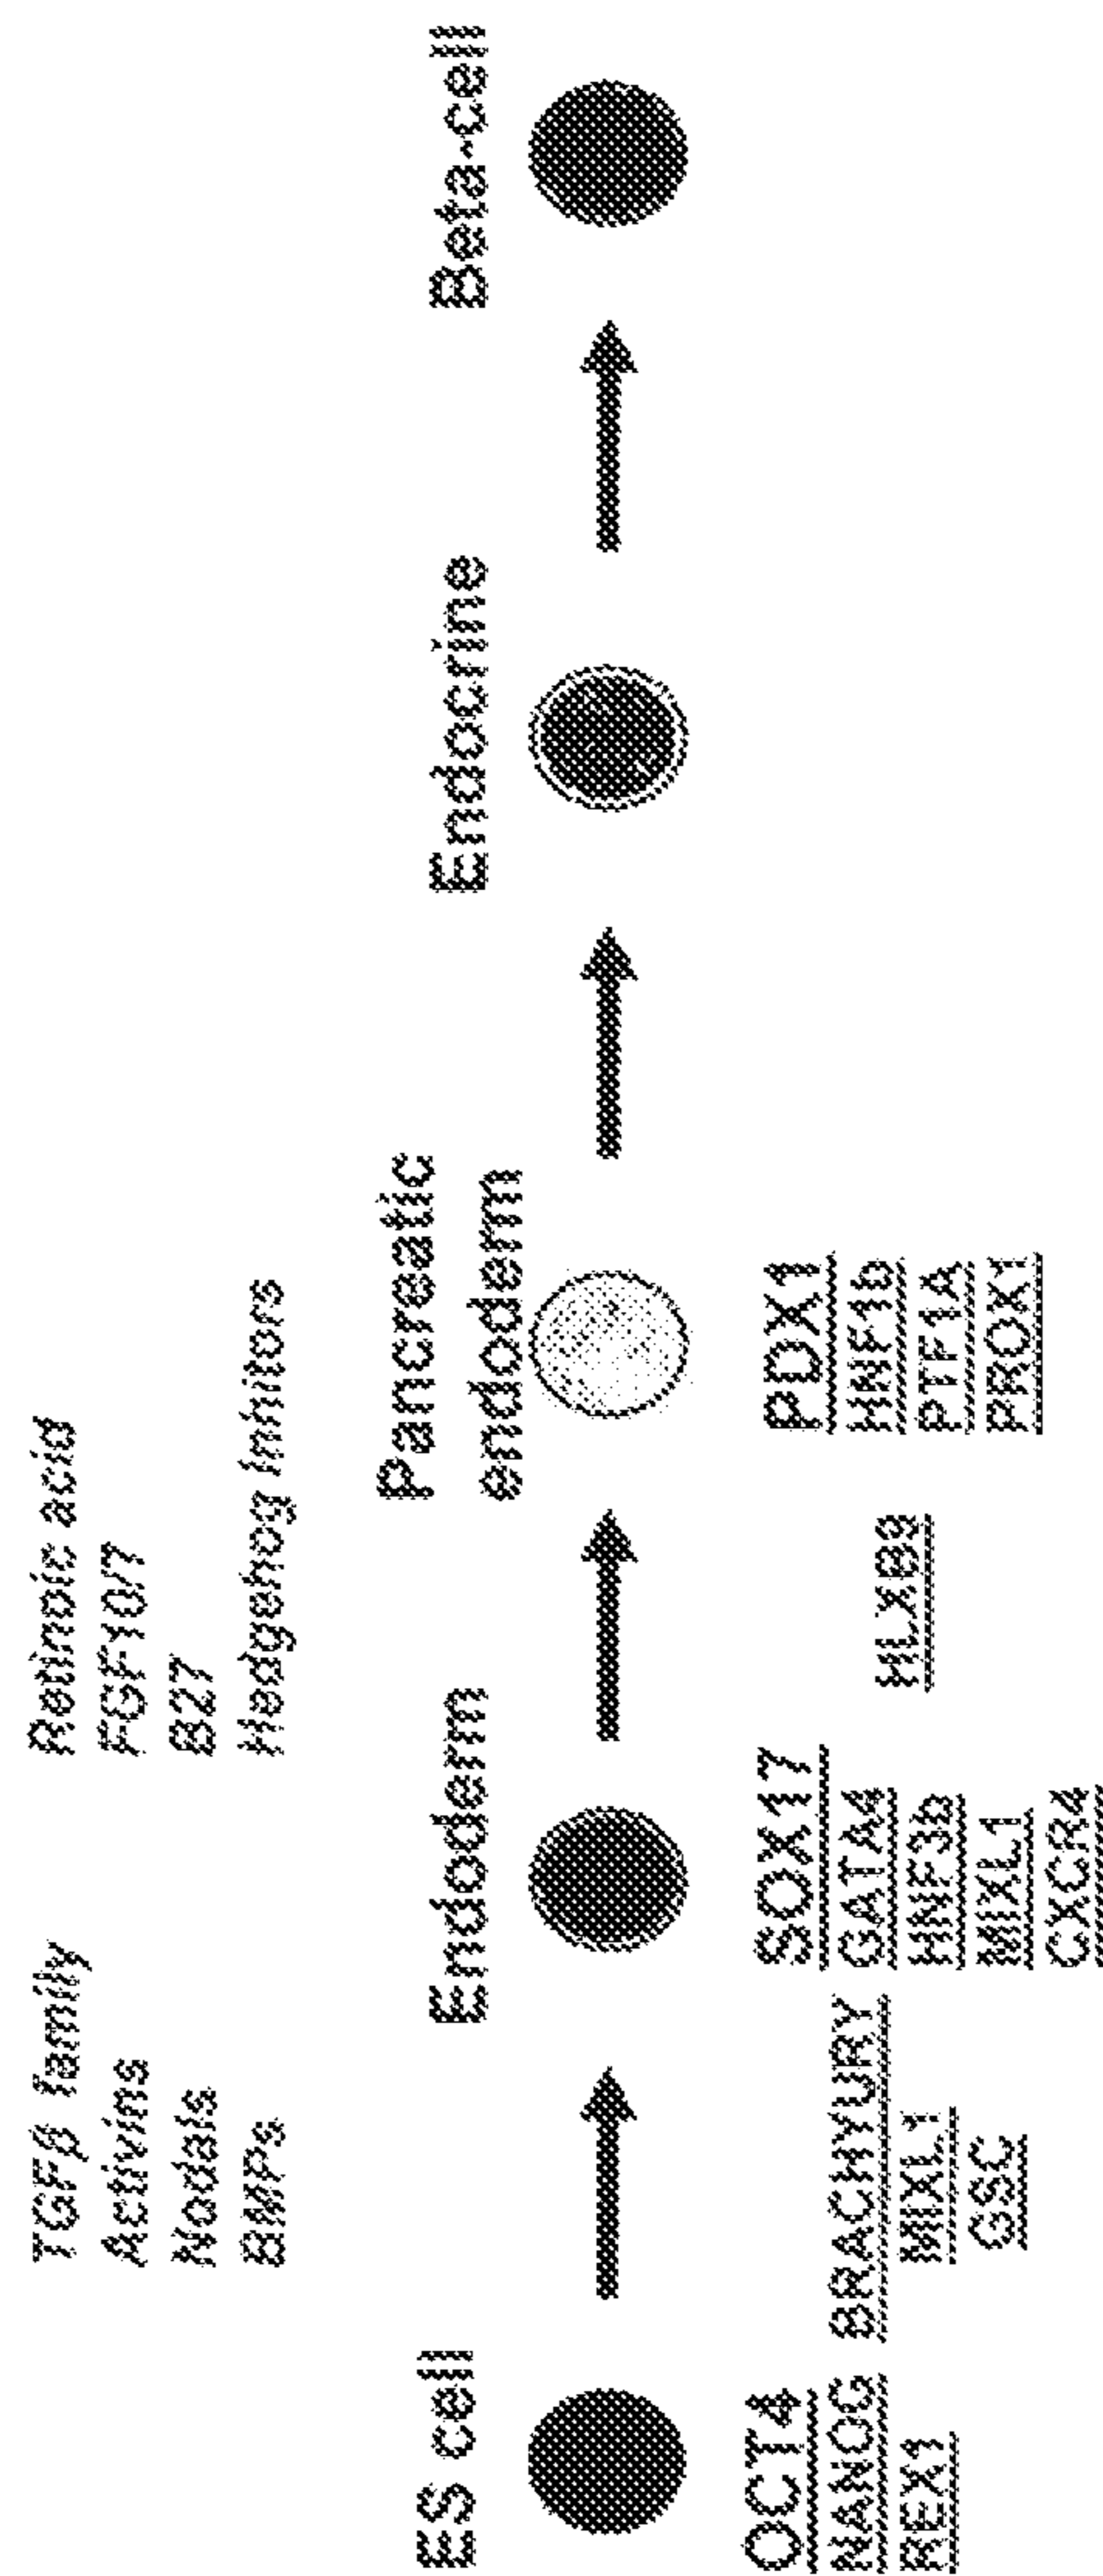 TGFβ family
Activins
Nodals
BMPs
Retinoic acid
FGF10/7
B27
Hedgehog Inhitors
ES cell
Endoderm
Pancreatic
endoderm
Endocrine
Beta-cell
OCT4
NANOG
REX1
BRACHYURY
MIXL1
GSC
SOX17
GATA4
HNF3b
MIXL1
CXCR4
HLXB9
PDX1
HNF1b
PTF1A
PROX1